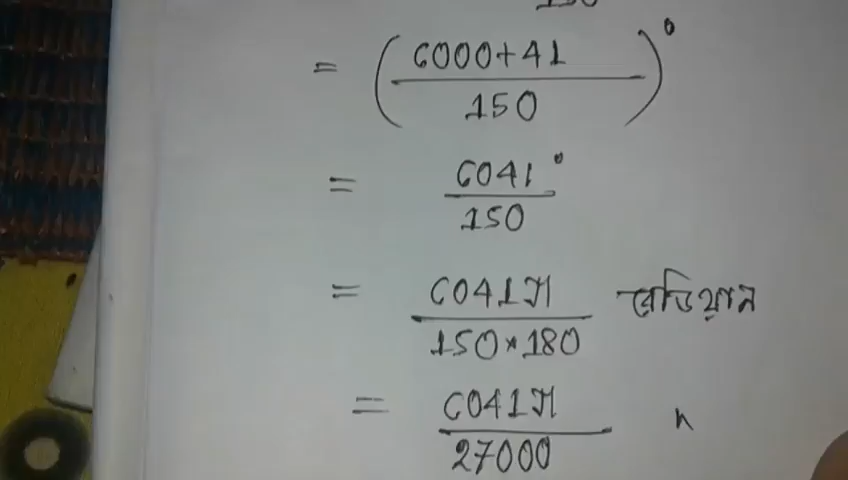 = (6000+41 / 150)°
= 6041° / 150
= 6041π / 150×180 রেডিয়ান
= 6041π / 27000 "